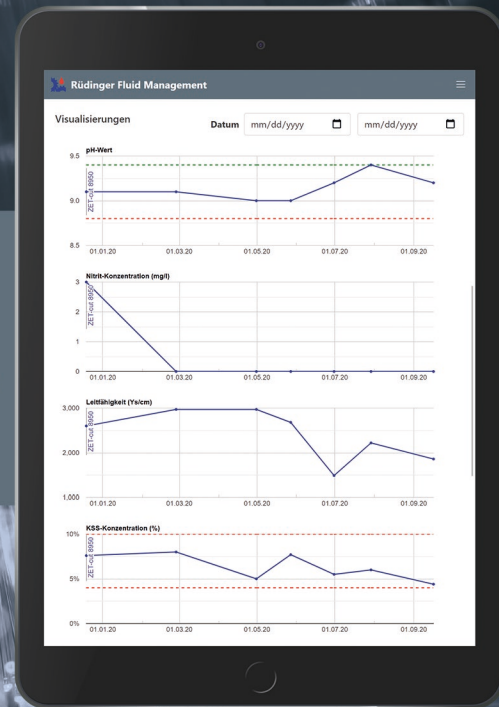 Rüdinger Fluid Management
Visualisierungen
Datum mm/dd/yyyy mm/dd/yyyy
pH-Wert
9.5
9.0
8.5
ZET-cut 8950
01.01.20 01.03.20 01.05.20 01.07.20 01.09.20
Nitrit-Konzentration (mg/l)
3
2
1
0
ZET-cut 8950
01.01.20 01.03.20 01.05.20 01.07.20 01.09.20
Leitfähigkeit (Ys/cm)
3,000
2,000
1,000
ZET-cut 8950
01.01.20 01.03.20 01.05.20 01.07.20 01.09.20
KSS-Konzentration (%)
10%
5%
0%
ZET-cut 8950
01.01.20 01.03.20 01.05.20 01.07.20 01.09.20